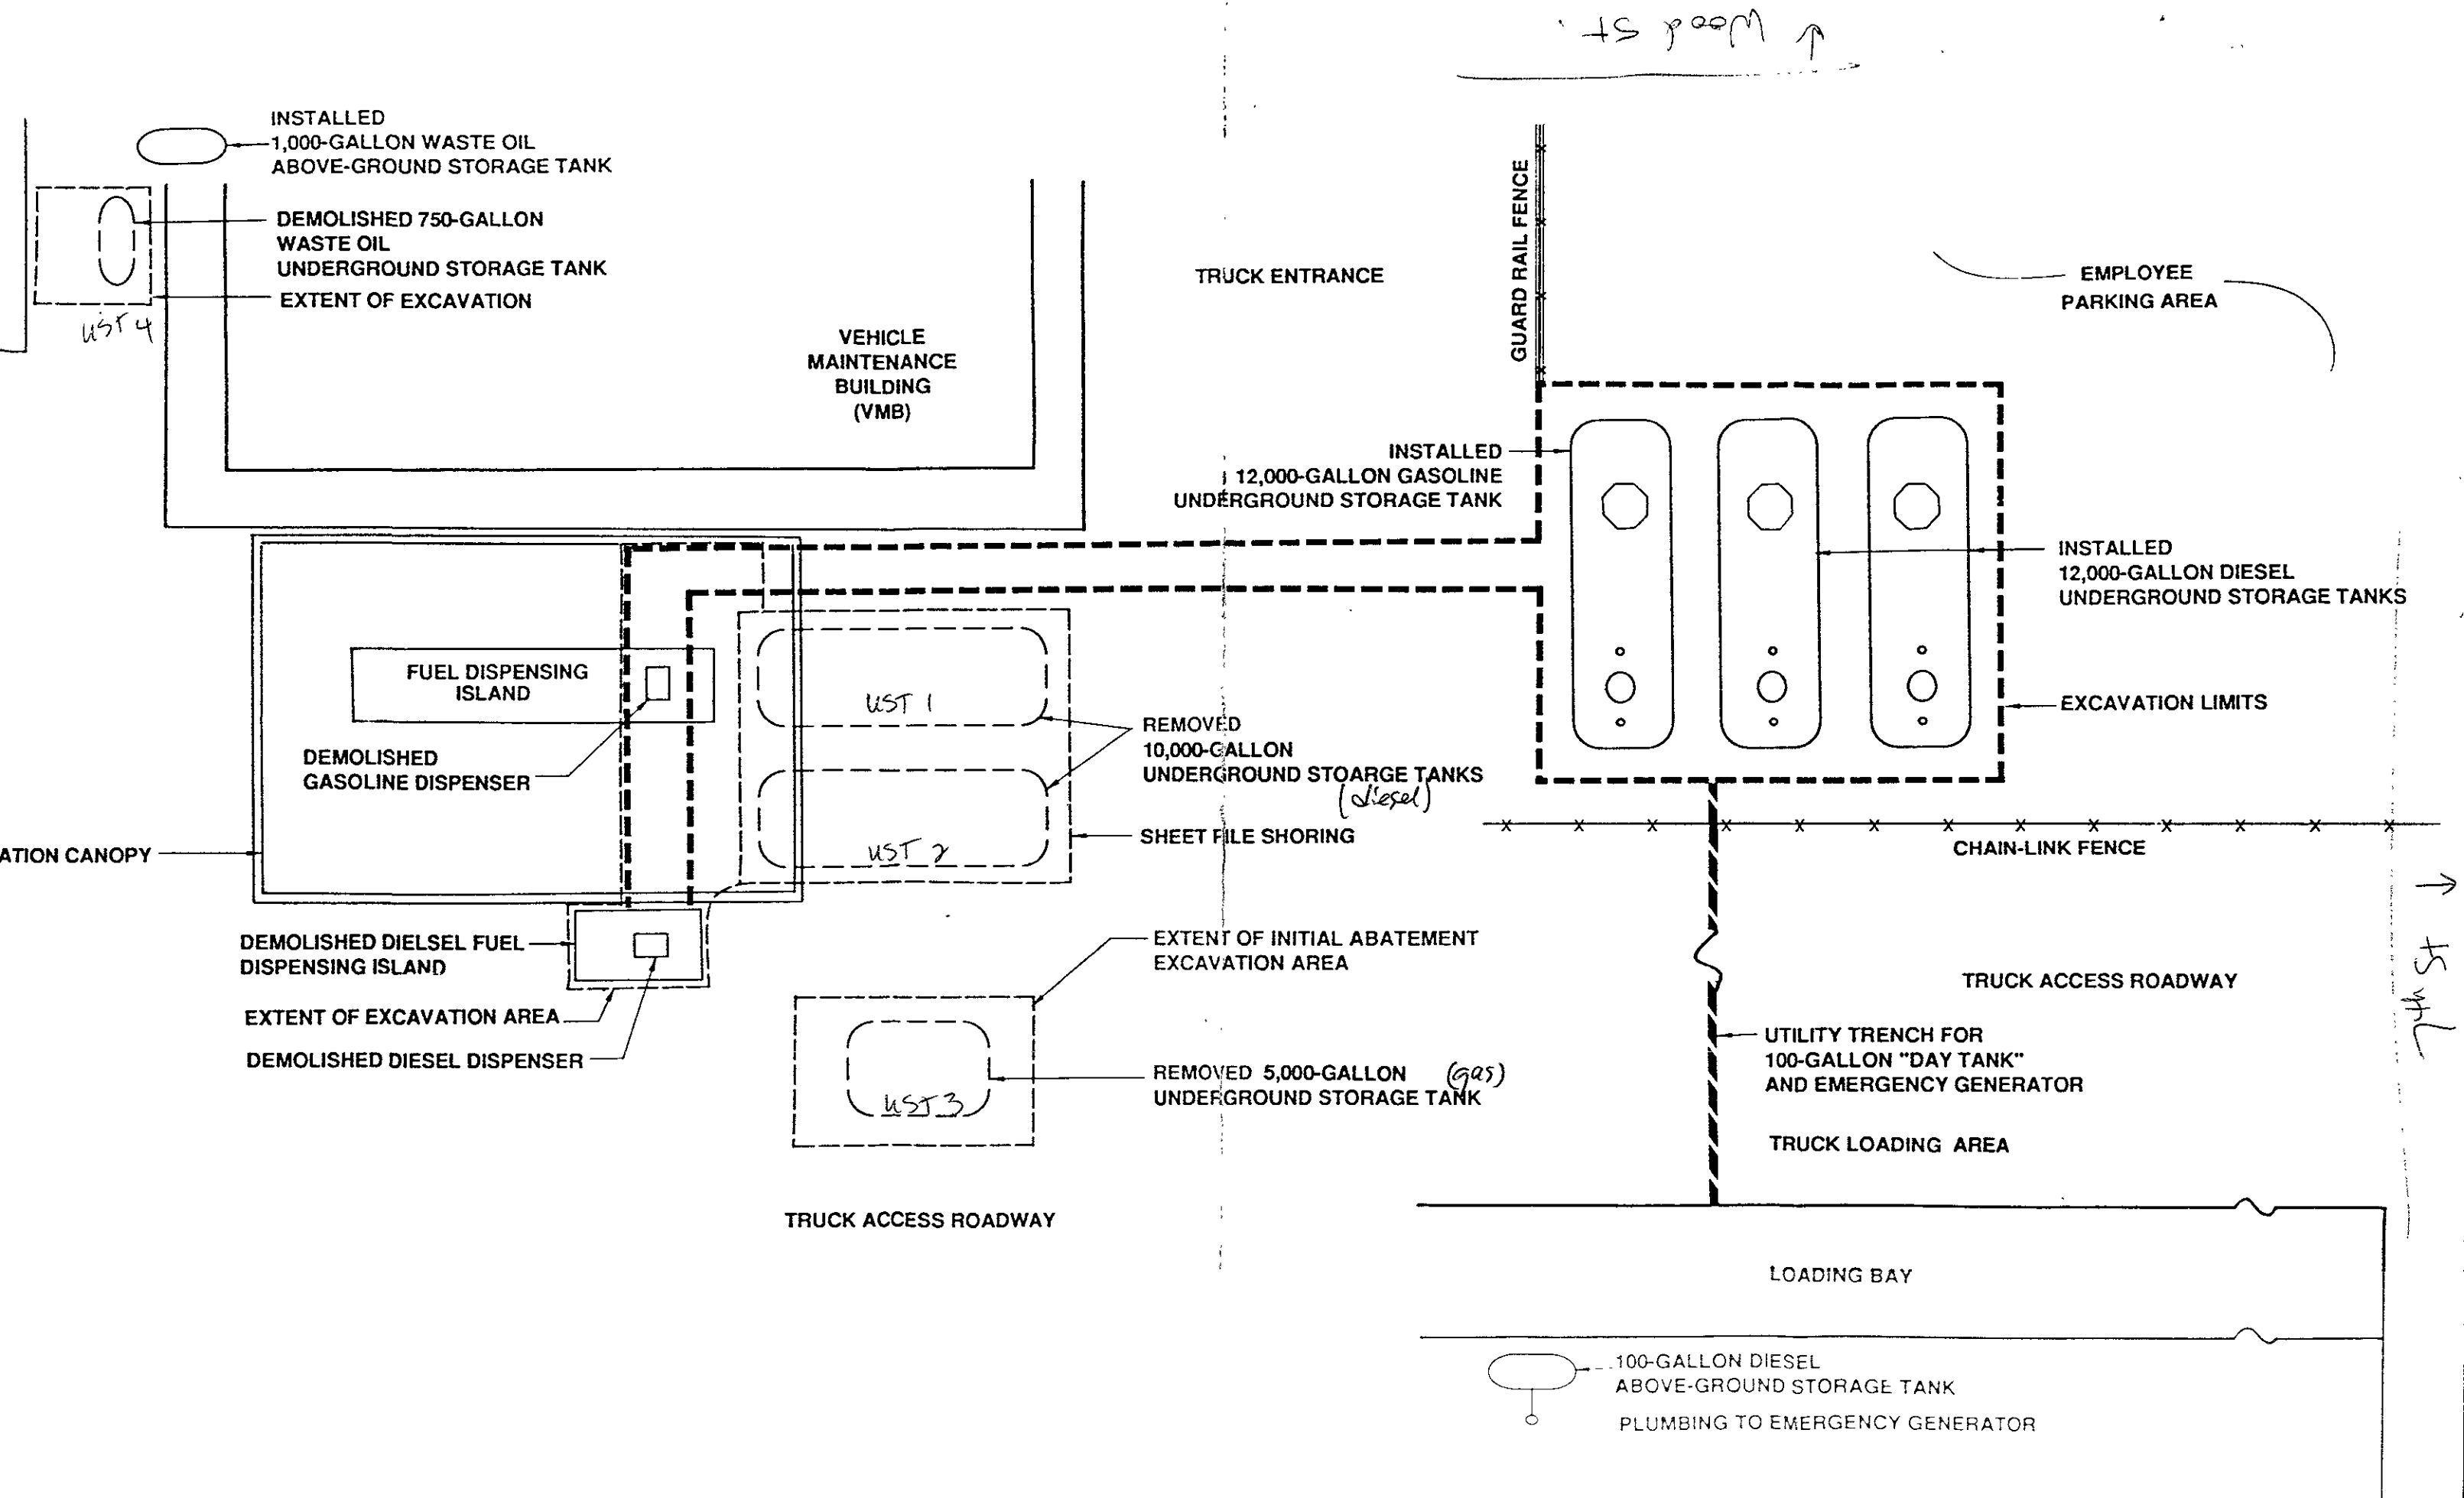 ↑ Wood St.
INSTALLED
1,000-GALLON WASTE OIL
ABOVE-GROUND STORAGE TANK
DEMOLISHED 750-GALLON
WASTE OIL
UNDERGROUND STORAGE TANK
EXTENT OF EXCAVATION
UST 4
VEHICLE
MAINTENANCE
BUILDING
(VMB)
TRUCK ENTRANCE
GUARD RAIL FENCE
EMPLOYEE
PARKING AREA
INSTALLED
12,000-GALLON GASOLINE
UNDERGROUND STORAGE TANK
INSTALLED
12,000-GALLON DIESEL
UNDERGROUND STORAGE TANKS
EXCAVATION LIMITS
FUEL DISPENSING
ISLAND
DEMOLISHED
GASOLINE DISPENSER
UST 1
UST 2
REMOVED
10,000-GALLON
UNDERGROUND STOARGE TANKS
(diesel)
SHEET PILE SHORING
ATION CANOPY
CHAIN-LINK FENCE
DEMOLISHED DIELSEL FUEL
DISPENSING ISLAND
EXTENT OF EXCAVATION AREA
DEMOLISHED DIESEL DISPENSER
EXTENT OF INITIAL ABATEMENT
EXCAVATION AREA
UST 3
REMOVED 5,000-GALLON (gas)
UNDERGROUND STORAGE TANK
TRUCK ACCESS ROADWAY
7th St →
UTILITY TRENCH FOR
100-GALLON "DAY TANK"
AND EMERGENCY GENERATOR
TRUCK LOADING AREA
TRUCK ACCESS ROADWAY
LOADING BAY
100-GALLON DIESEL
ABOVE-GROUND STORAGE TANK
PLUMBING TO EMERGENCY GENERATOR